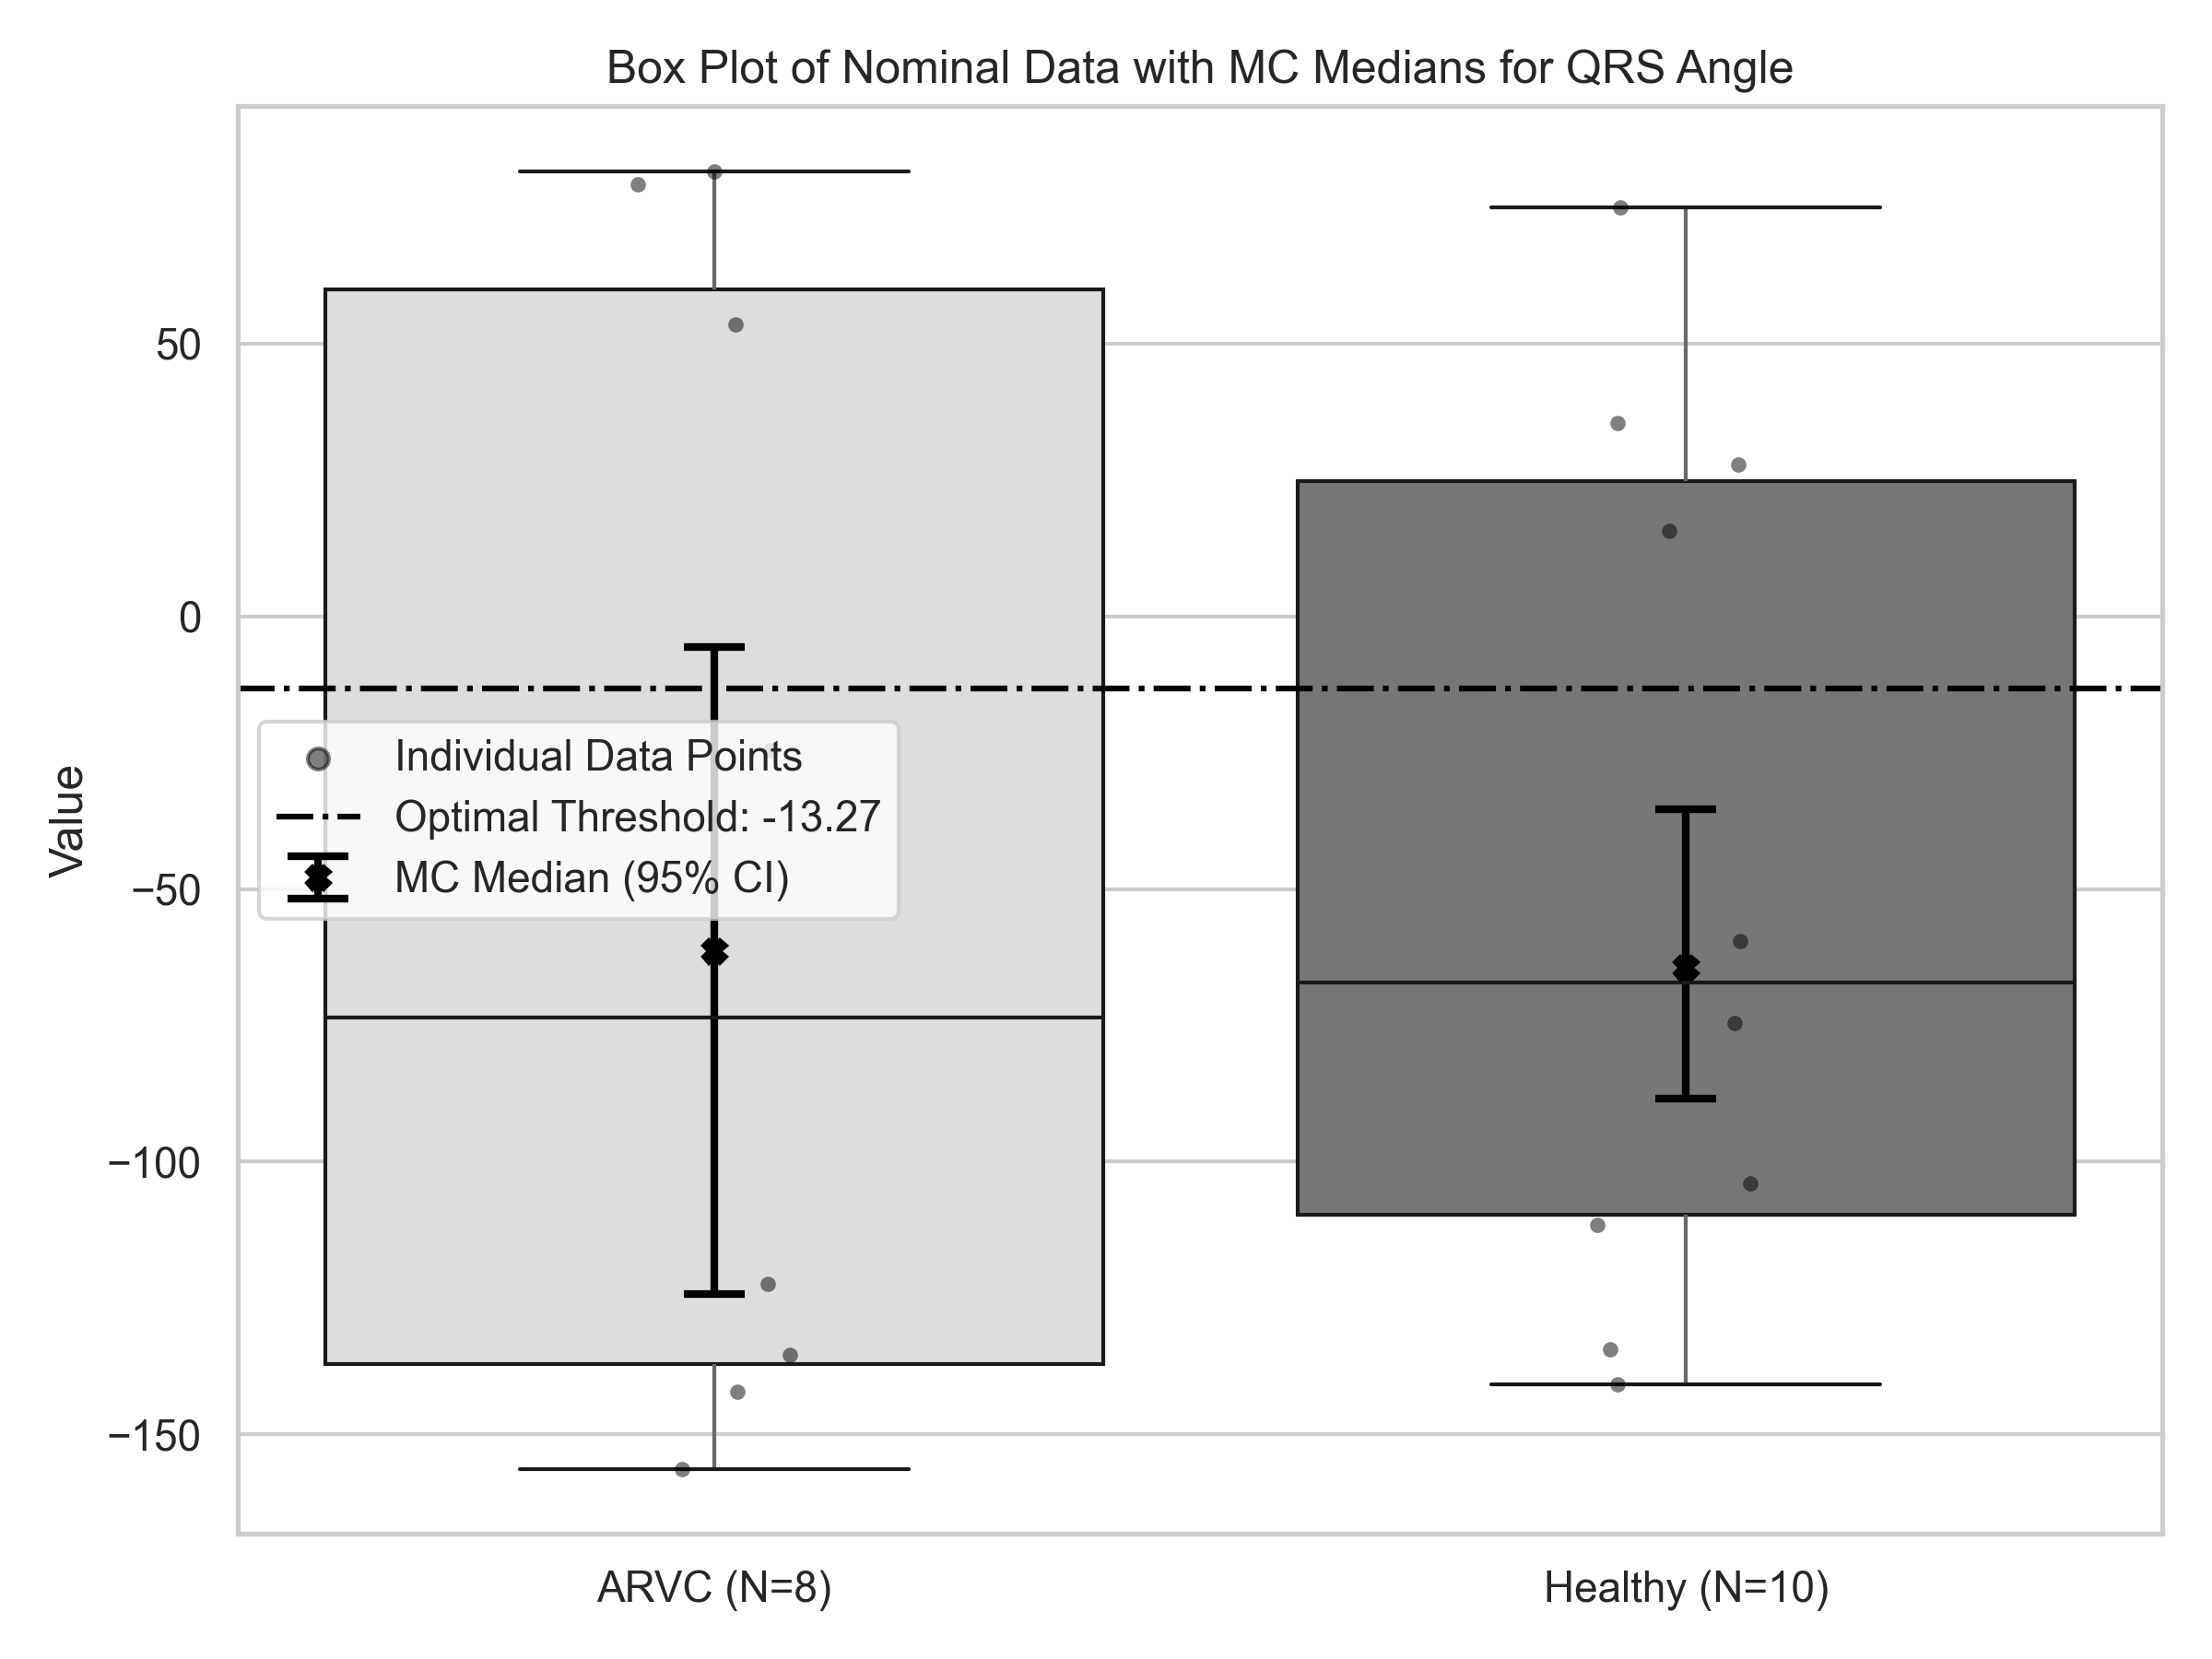 Box Plot of Nominal Data with MC Medians for QRS Angle
Value
50
0
−50
−100
−150
Individual Data Points
Optimal Threshold: -13.27
MC Median (95% CI)
ARVC (N=8)
Healthy (N=10)